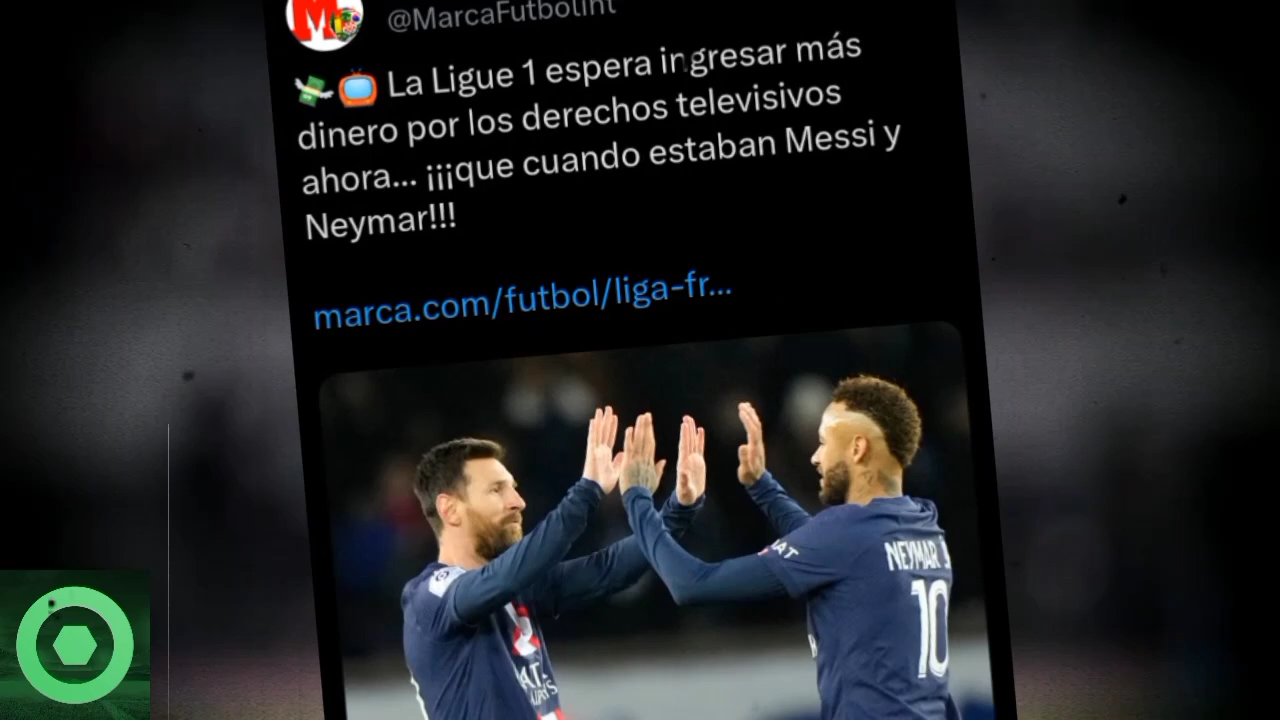 @MarcaFutbolInt
💸📺 La Ligue 1 espera ingresar más
dinero por los derechos televisivos
ahora... ¡¡¡que cuando estaban Messi y
Neymar!!!
marca.com/futbol/liga-fr...
NEYMAR J
10